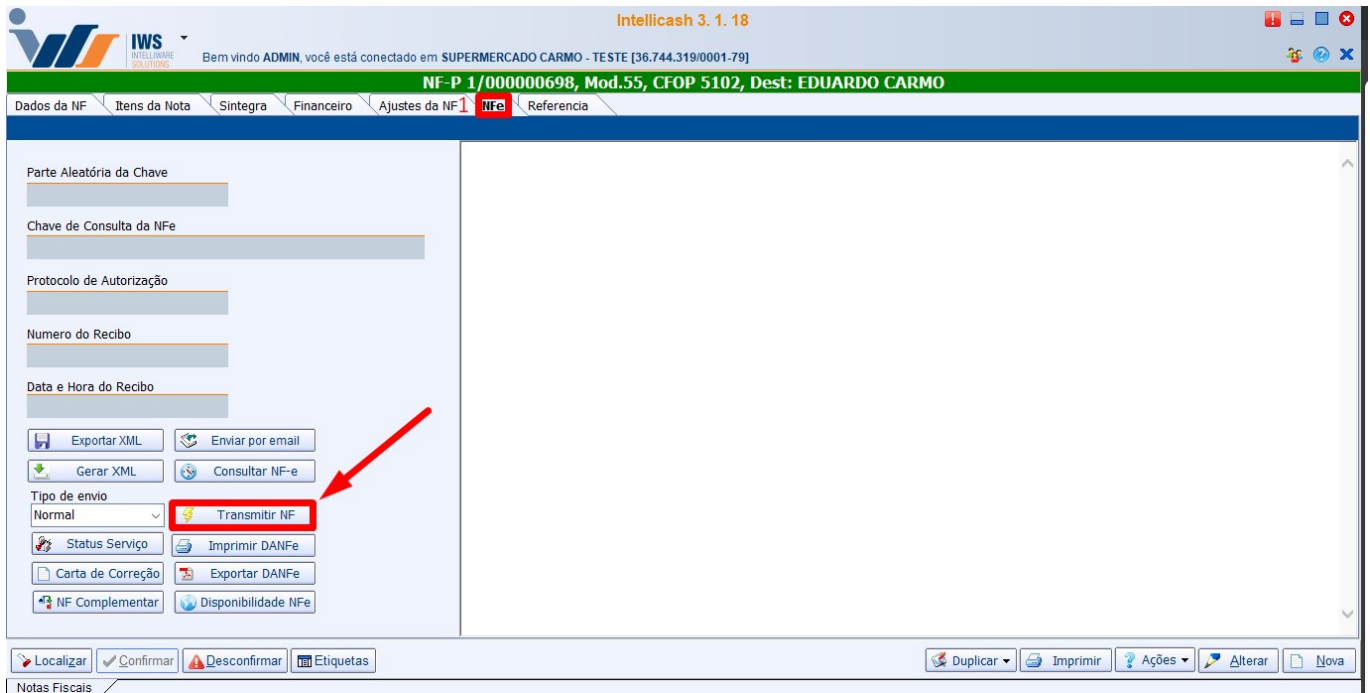 Intellicash 3. 1. 18
IWS
INTELLIWARE
SOLUTIONS
Bem vindo ADMIN, você está conectado em SUPERMERCADO CARMO - TESTE [36.744.319/0001-79]
NF-P 1/000000698, Mod.55, CFOP 5102, Dest: EDUARDO CARMO
Dados da NF Itens da Nota Sintegra Financeiro Ajustes da NF 1 NFe Referencia
Parte Aleatória da Chave
Chave de Consulta da NFe
Protocolo de Autorização
Numero do Recibo
Data e Hora do Recibo
Exportar XML Enviar por email
Gerar XML Consultar NF-e
Tipo de envio
Normal Transmitir NF
Status Serviço Imprimir DANFe
Carta de Correção Exportar DANFe
NF Complementar Disponibilidade NFe
Localizar Confirmar Desconfirmar Etiquetas Duplicar Imprimir Ações Alterar Nova
Notas Fiscais